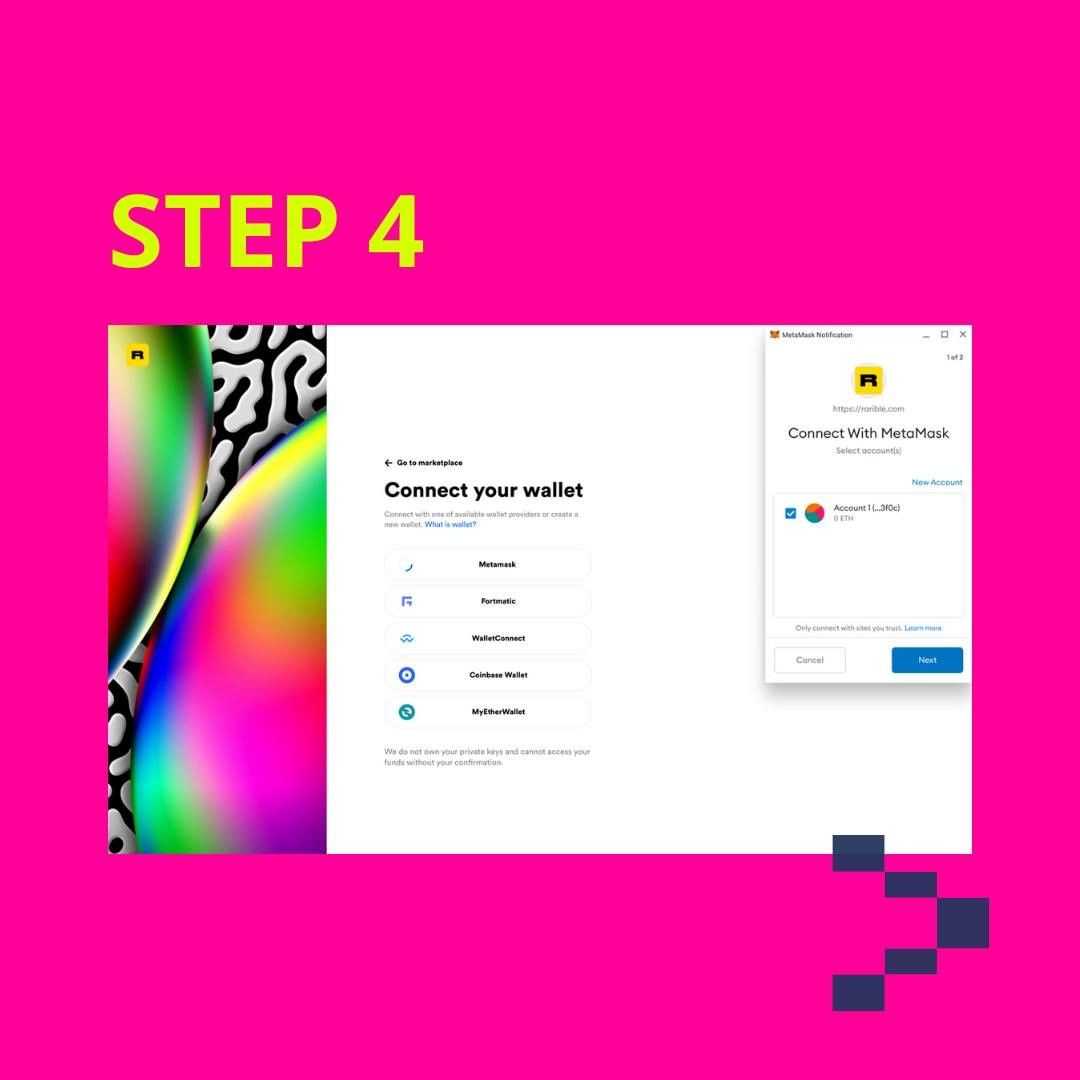 STEP 4
R
Go to marketplace
Connect your wallet
Connect with one of available wallet providers or create a
new wallet. What is wallet?
Metamask
Fortmatic
WalletConnect
Coinbase Wallet
MyEtherWallet
We do not own your private keys and cannot access your
funds without your confirmation.
MetaMask Notification
1 of 2
R
https://rarible.com
Connect With MetaMask
Select account(s)
New Account
Account 1 (...3f0c)
0 ETH
Only connect with sites you trust. Learn more
Cancel
Next